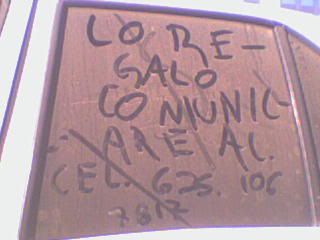 LO RE-
GALO
COMUNIC-
ARE AL.
CEL. 625. 106
7817